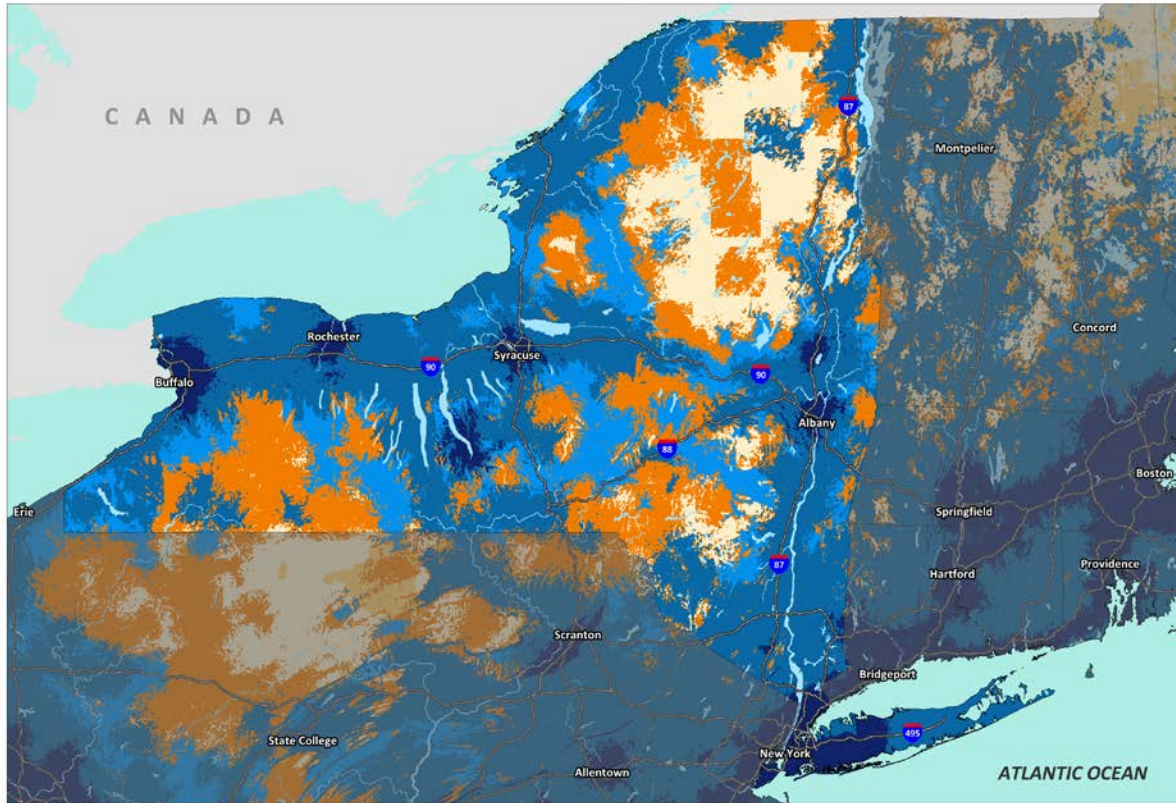 CANADA
87
Montpelier
Concord
Rochester
Syracuse
90
90
Buffalo
Albany
88
Boston
Erie
Springfield
87
Hartford
Providence
Scranton
Bridgeport
495
State College
New York
Allentown
ATLANTIC OCEAN